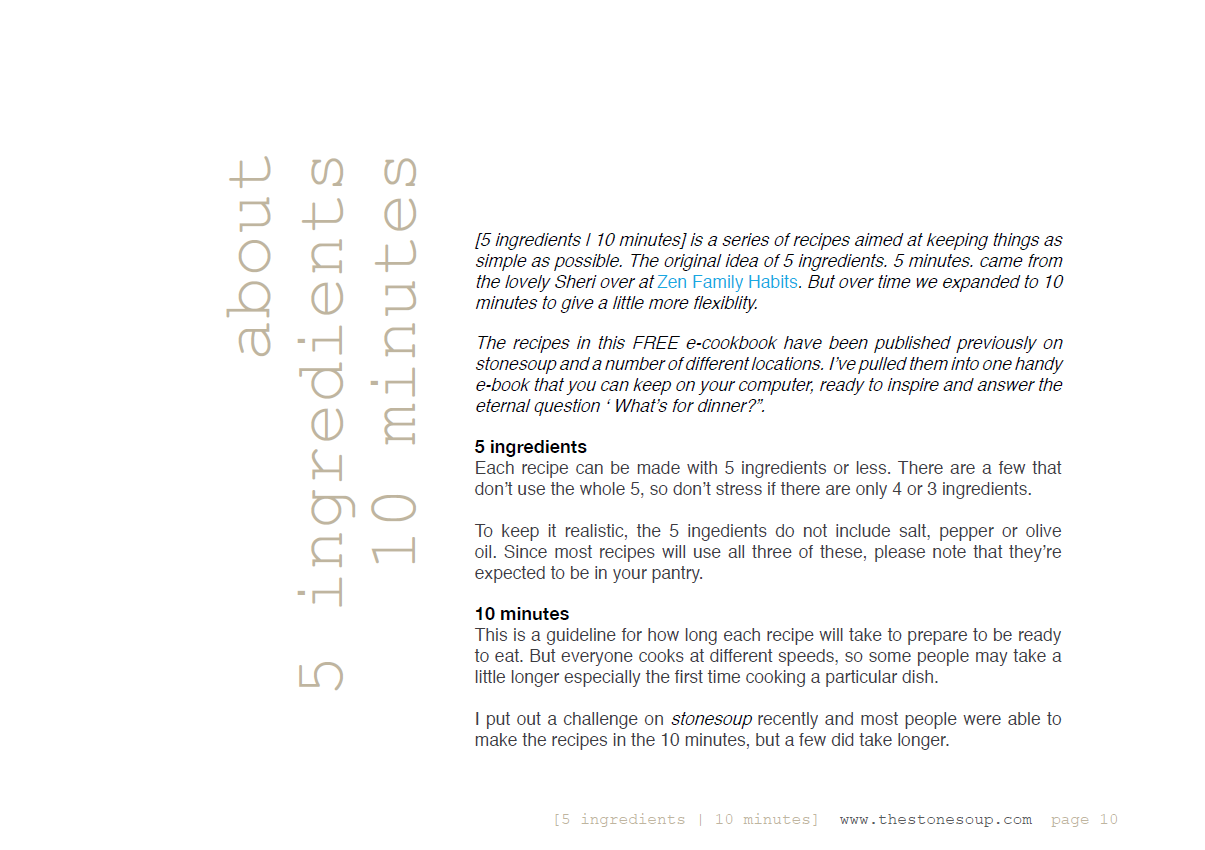 about
5 ingredients
10 minutes
[5 ingredients | 10 minutes] is a series of recipes aimed at keeping things as
simple as possible. The original idea of 5 ingredients. 5 minutes. came from
the lovely Sheri over at Zen Family Habits. But over time we expanded to 10
minutes to give a little more flexiblity.
The recipes in this FREE e-cookbook have been published previously on
stonesoup and a number of different locations. I’ve pulled them into one handy
e-book that you can keep on your computer, ready to inspire and answer the
eternal question ‘ What’s for dinner?”.
5 ingredients
Each recipe can be made with 5 ingredients or less. There are a few that
don’t use the whole 5, so don’t stress if there are only 4 or 3 ingredients.
To keep it realistic, the 5 ingedients do not include salt, pepper or olive
oil. Since most recipes will use all three of these, please note that they’re
expected to be in your pantry.
10 minutes
This is a guideline for how long each recipe will take to prepare to be ready
to eat. But everyone cooks at different speeds, so some people may take a
little longer especially the first time cooking a particular dish.
I put out a challenge on stonesoup recently and most people were able to
make the recipes in the 10 minutes, but a few did take longer.
[5 ingredients | 10 minutes] www.thestonesoup.com page 10